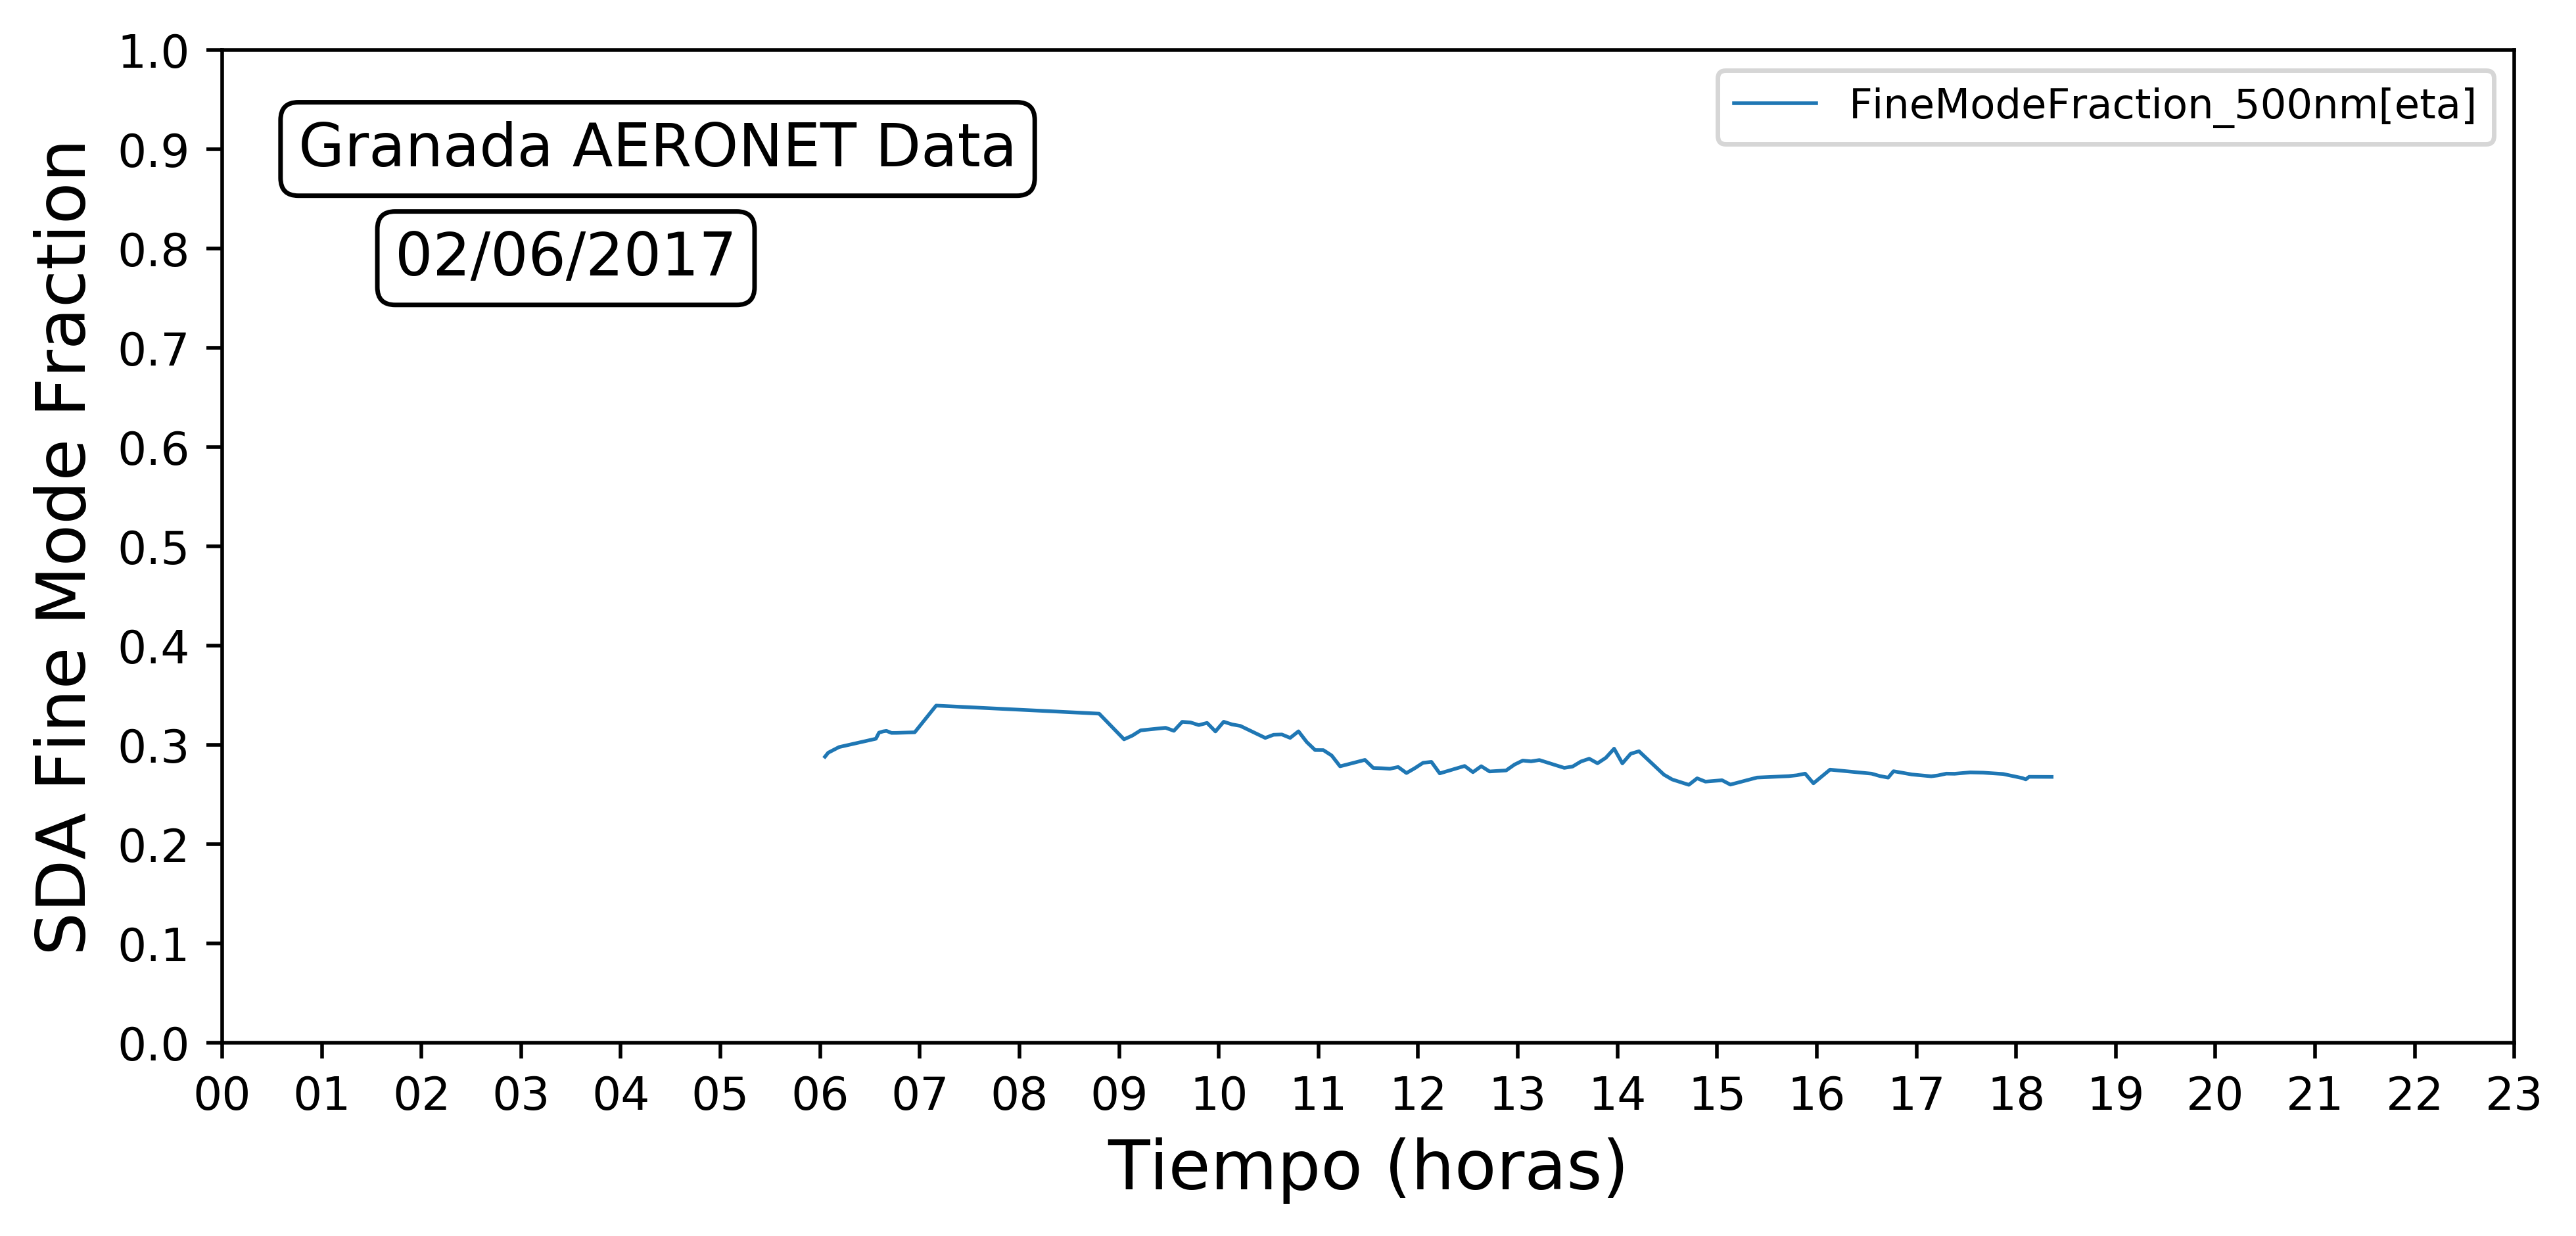 Granada AERONET Data
02/06/2017
FineModeFraction_500nm[eta]
SDA Fine Mode Fraction
1.0
0.9
0.8
0.7
0.6
0.5
0.4
0.3
0.2
0.1
0.0
00 01 02 03 04 05 06 07 08 09 10 11 12 13 14 15 16 17 18 19 20 21 22 23
Tiempo (horas)